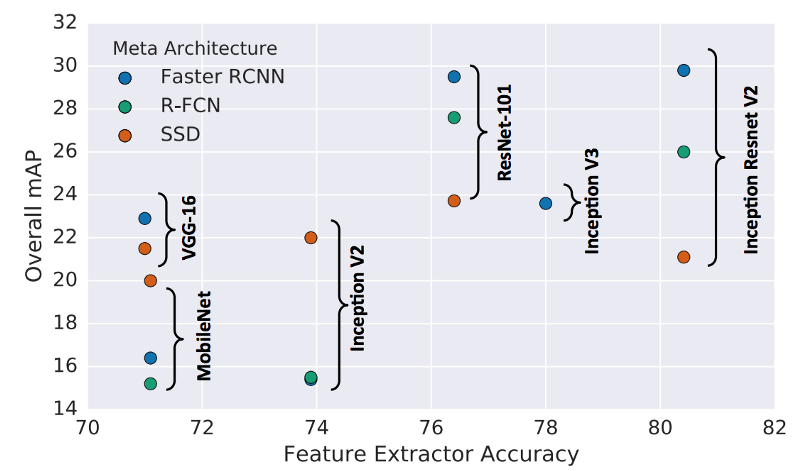 32
30
28
26
24
22
20
18
16
14
Overall mAP
Meta Architecture
Faster RCNN
R-FCN
SSD
VGG-16
MobileNet
Inception V2
ResNet-101
Inception V3
Inception Resnet V2
70 72 74 76 78 80 82
Feature Extractor Accuracy